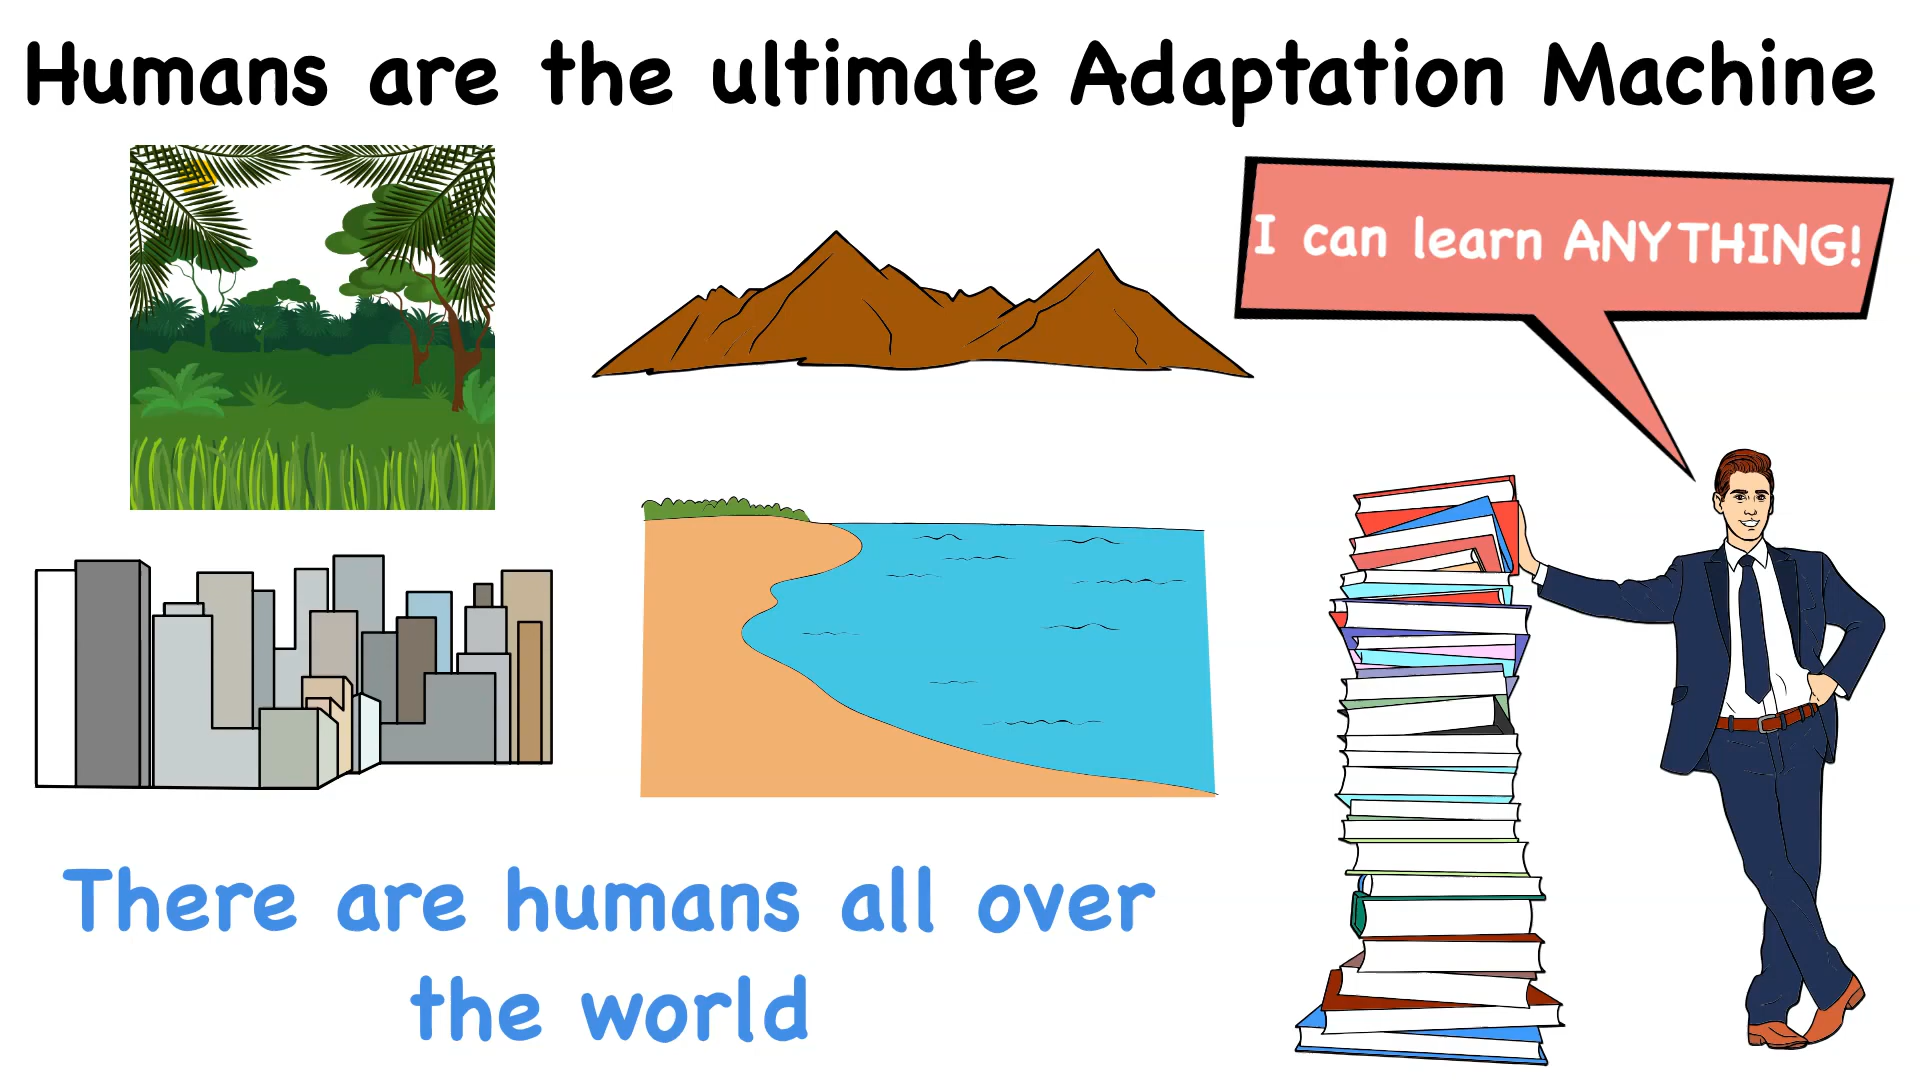 Humans are the ultimate Adaptation Machine
I can learn ANYTHING!
There are humans all over
the world